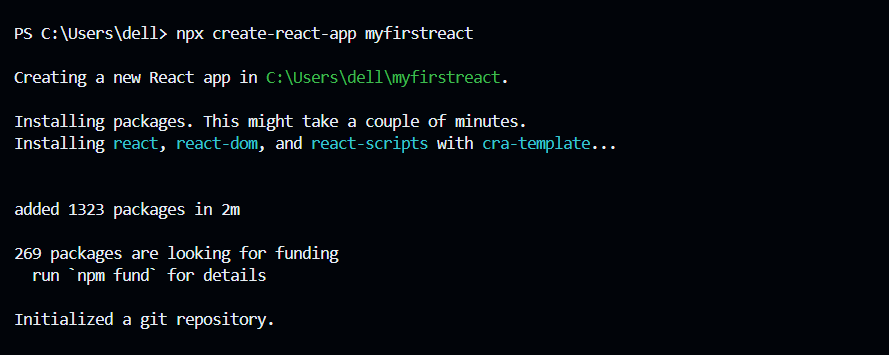 PS C:\Users\dell> npx create-react-app myfirstreact
Creating a new React app in C:\Users\dell\myfirstreact.
Installing packages. This might take a couple of minutes.
Installing react, react-dom, and react-scripts with cra-template...
added 1323 packages in 2m
269 packages are looking for funding
  run `npm fund` for details
Initialized a git repository.